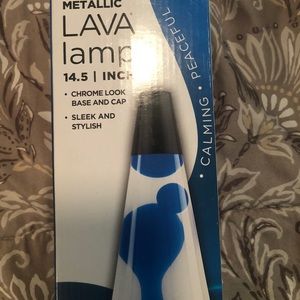 METALLIC
LAVA
lamp
14.5 | INCH
• CHROME LOOK
BASE AND CAP
• SLEEK AND
STYLISH
• CALMING • PEACEFUL